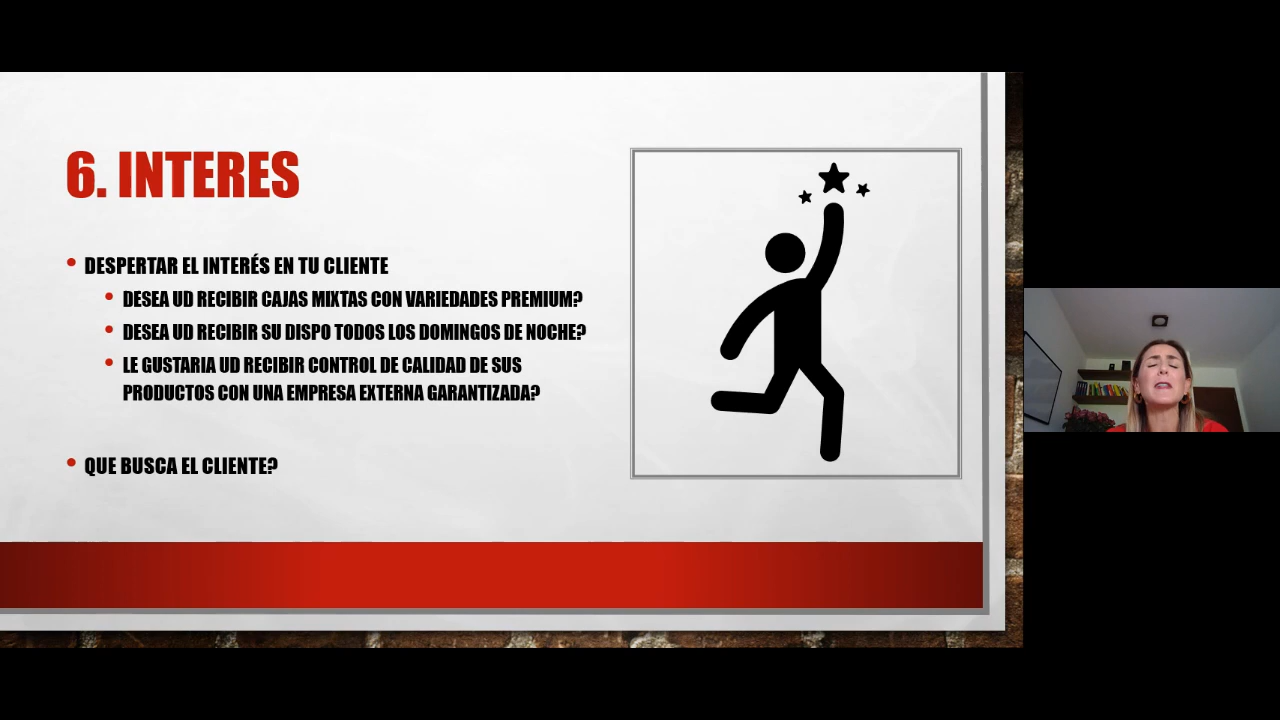 6. INTERES
DESPERTAR EL INTERÉS EN TU CLIENTE
DESEA UD RECIBIR CAJAS MIXTAS CON VARIEDADES PREMIUM?
DESEA UD RECIBIR SU DISPO TODOS LOS DOMINGOS DE NOCHE?
LE GUSTARIA UD RECIBIR CONTROL DE CALIDAD DE SUS
PRODUCTOS CON UNA EMPRESA EXTERNA GARANTIZADA?
QUE BUSCA EL CLIENTE?